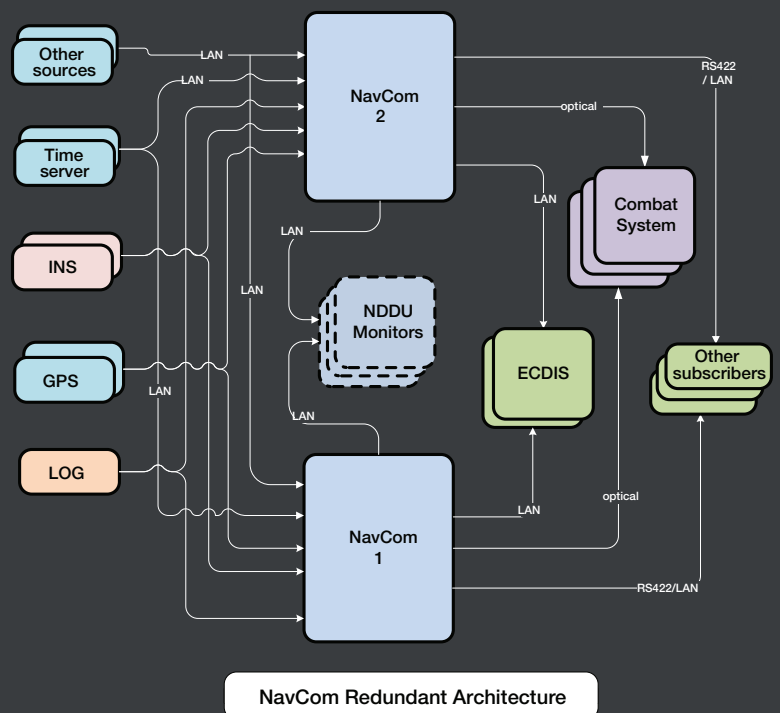 Other
sources
LAN
LAN
NavCom
2
RS422
/ LAN
optical
Time
server
LAN
Combat
System
INS
LAN
LAN
NDDU
Monitors
ECDIS
Other
subscribers
GPS
LAN
LAN
LOG
optical
LAN
NavCom
1
RS422/LAN
NavCom Redundant Architecture